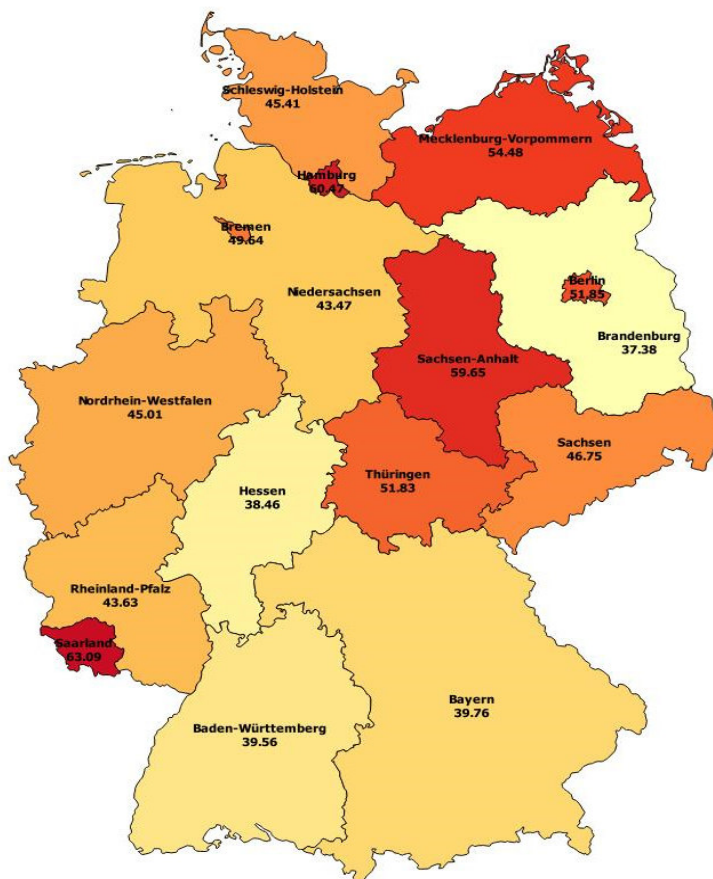 Schleswig-Holstein
45.41
Mecklenburg-Vorpommern
54.48
Hamburg
60.47
Bremen
49.64
Berlin
51.85
Niedersachsen
43.47
Brandenburg
37.38
Sachsen-Anhalt
59.65
Nordrhein-Westfalen
45.01
Sachsen
46.75
Thüringen
51.83
Hessen
38.46
Rheinland-Pfalz
43.63
Saarland
63.09
Bayern
39.76
Baden-Württemberg
39.56